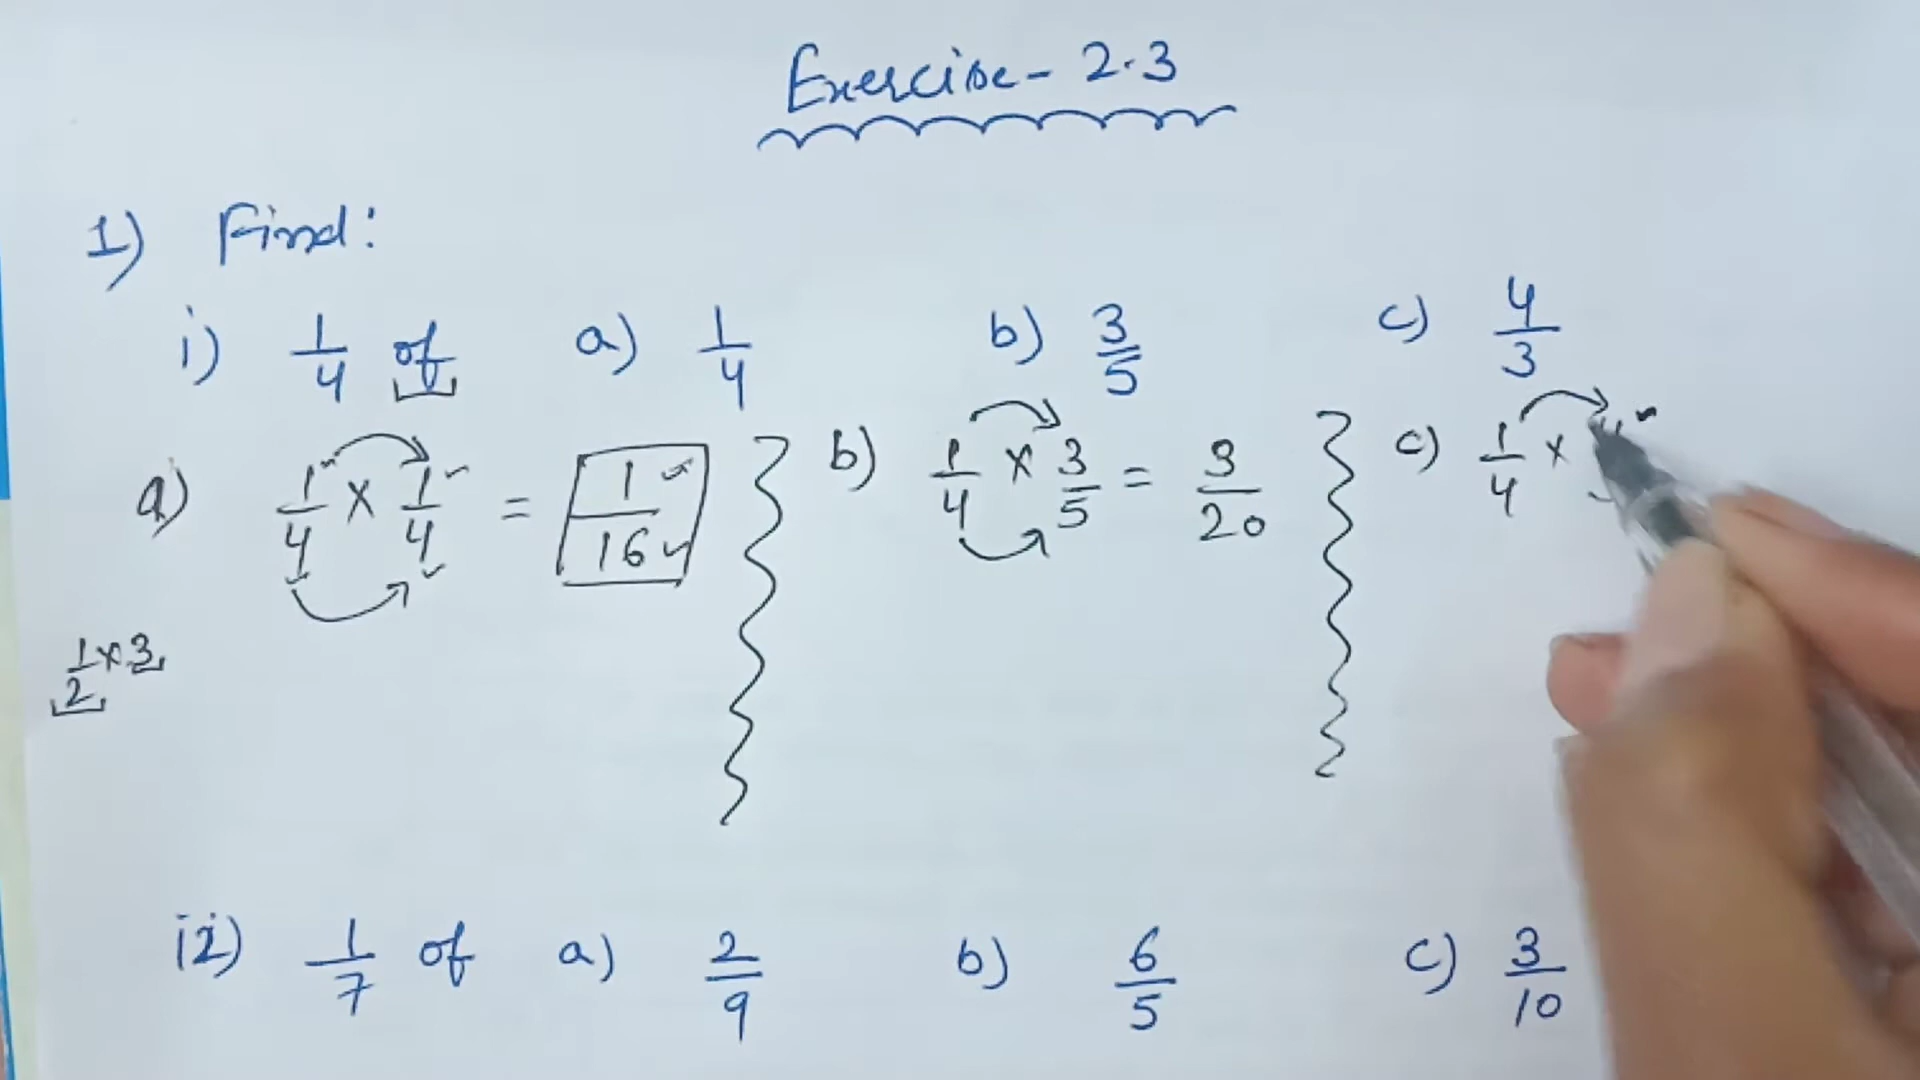 Exercise - 2.3
1) Find:
i) 1/4 of a) 1/4 b) 3/5 c) 4/3
a) 1/4 × 1/4 = 1/16 b) 1/4 × 3/5 = 3/20 c) 1/4 ×
1/2 × 3
ii) 1/7 of a) 2/9 b) 6/5 c) 3/10